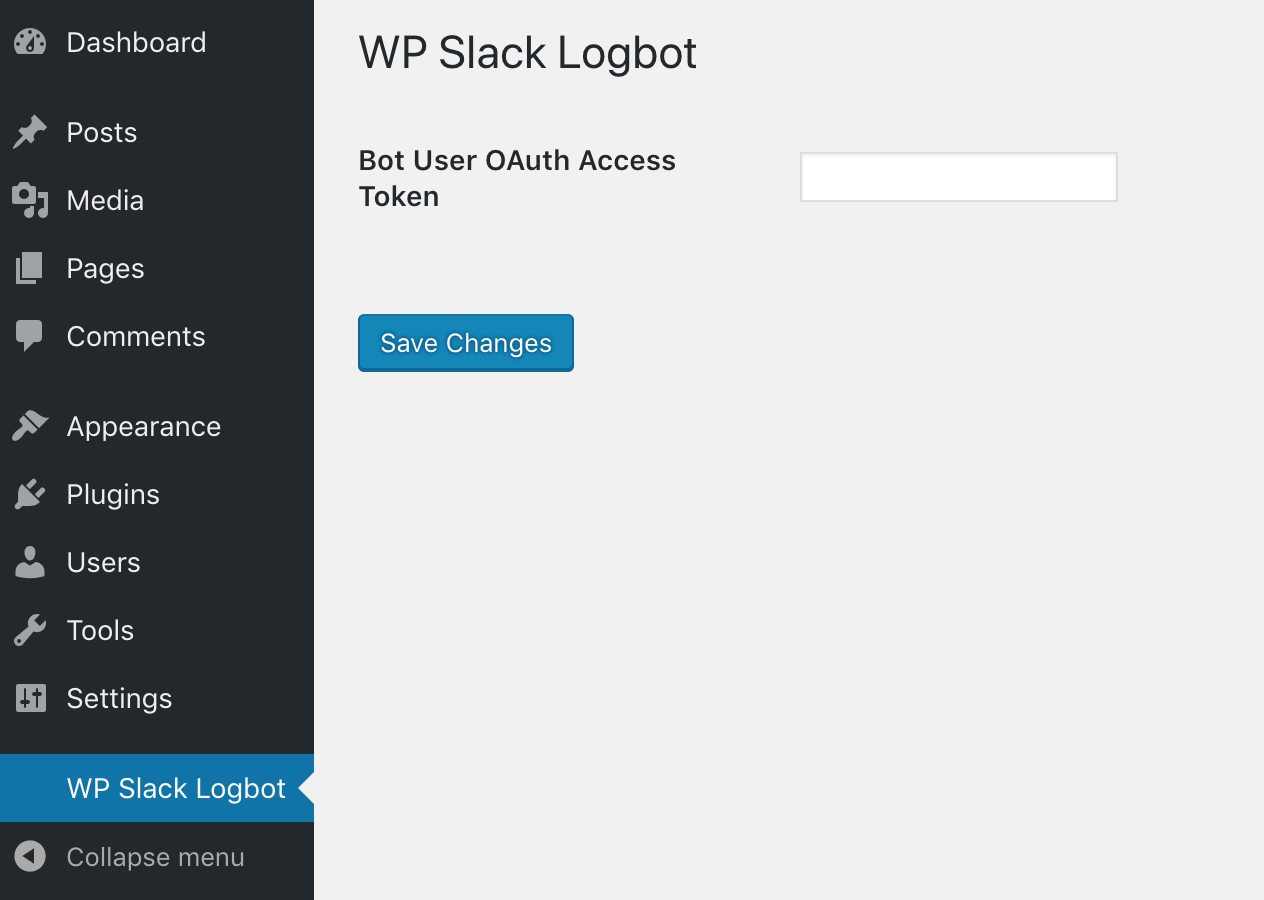 Dashboard
Posts
Media
Pages
Comments
Appearance
Plugins
Users
Tools
Settings
WP Slack Logbot
Collapse menu
WP Slack Logbot
Bot User OAuth Access
Token
Save Changes